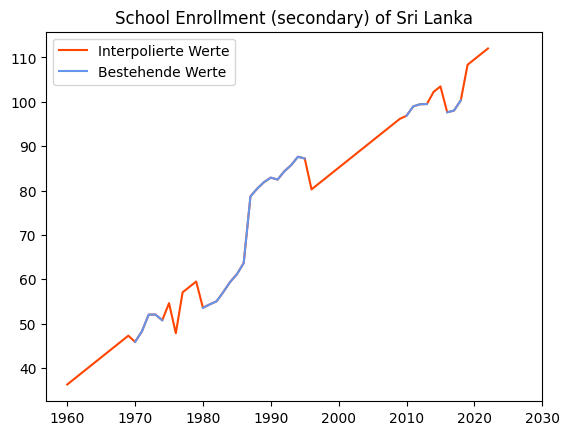 School Enrollment (secondary) of Sri Lanka
Interpolierte Werte
Bestehende Werte
110
100
90
80
70
60
50
40
1960 1970 1980 1990 2000 2010 2020 2030